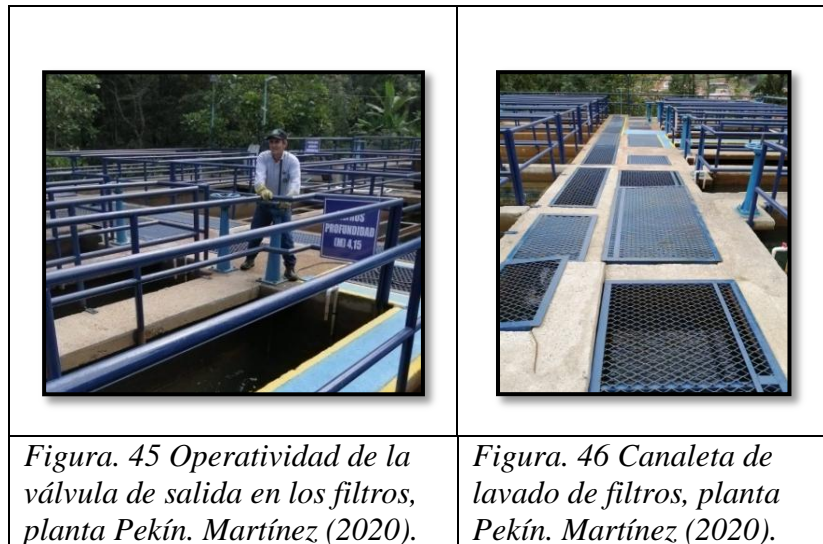 PROFUNDIDAD
(M) 4,15
Figura. 45 Operatividad de la
válvula de salida en los filtros,
planta Pekín. Martínez (2020).
Figura. 46 Canaleta de
lavado de filtros, planta
Pekín. Martínez (2020).